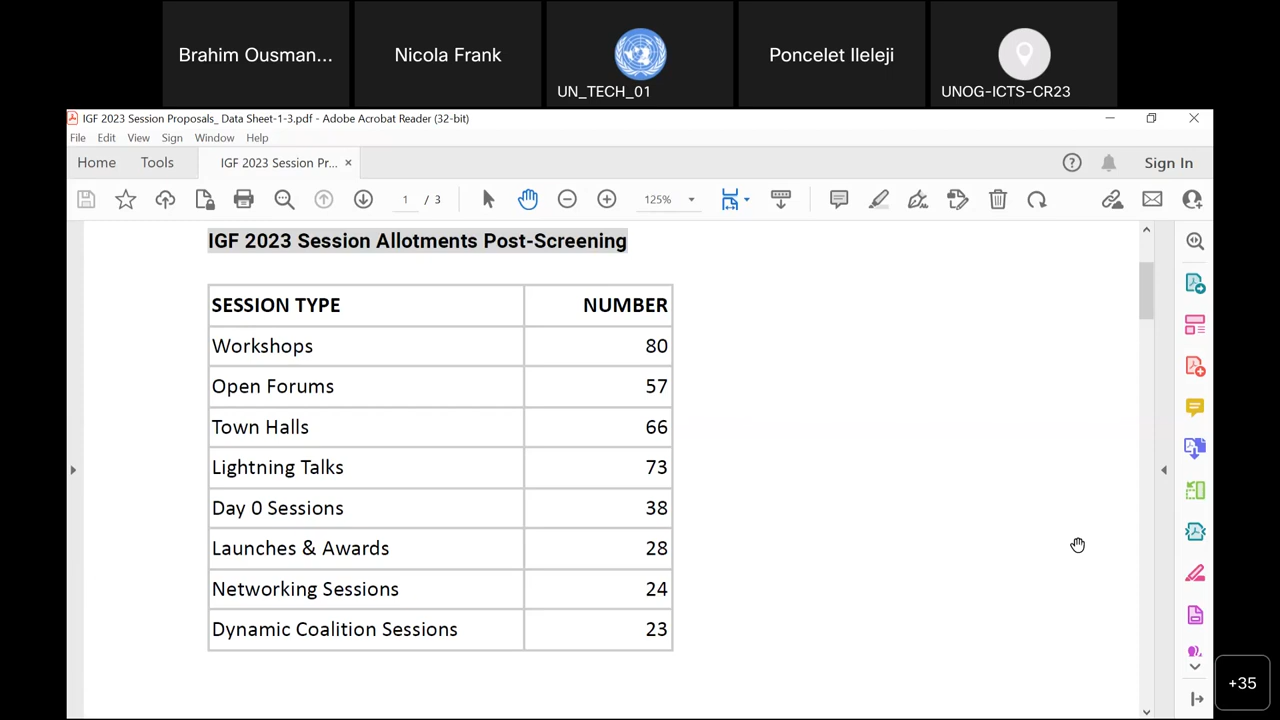 Brahim Ousman...
Nicola Frank
UN_TECH_01
Poncelet Ileleji
UNOG-ICTS-CR23
IGF 2023 Session Proposals_ Data Sheet-1-3.pdf - Adobe Acrobat Reader (32-bit)
File Edit View Sign Window Help
Home Tools IGF 2023 Session Pr... × Sign In
1 / 3 125%
IGF 2023 Session Allotments Post-Screening
SESSION TYPE NUMBER
Workshops 80
Open Forums 57
Town Halls 66
Lightning Talks 73
Day 0 Sessions 38
Launches & Awards 28
Networking Sessions 24
Dynamic Coalition Sessions 23
+35